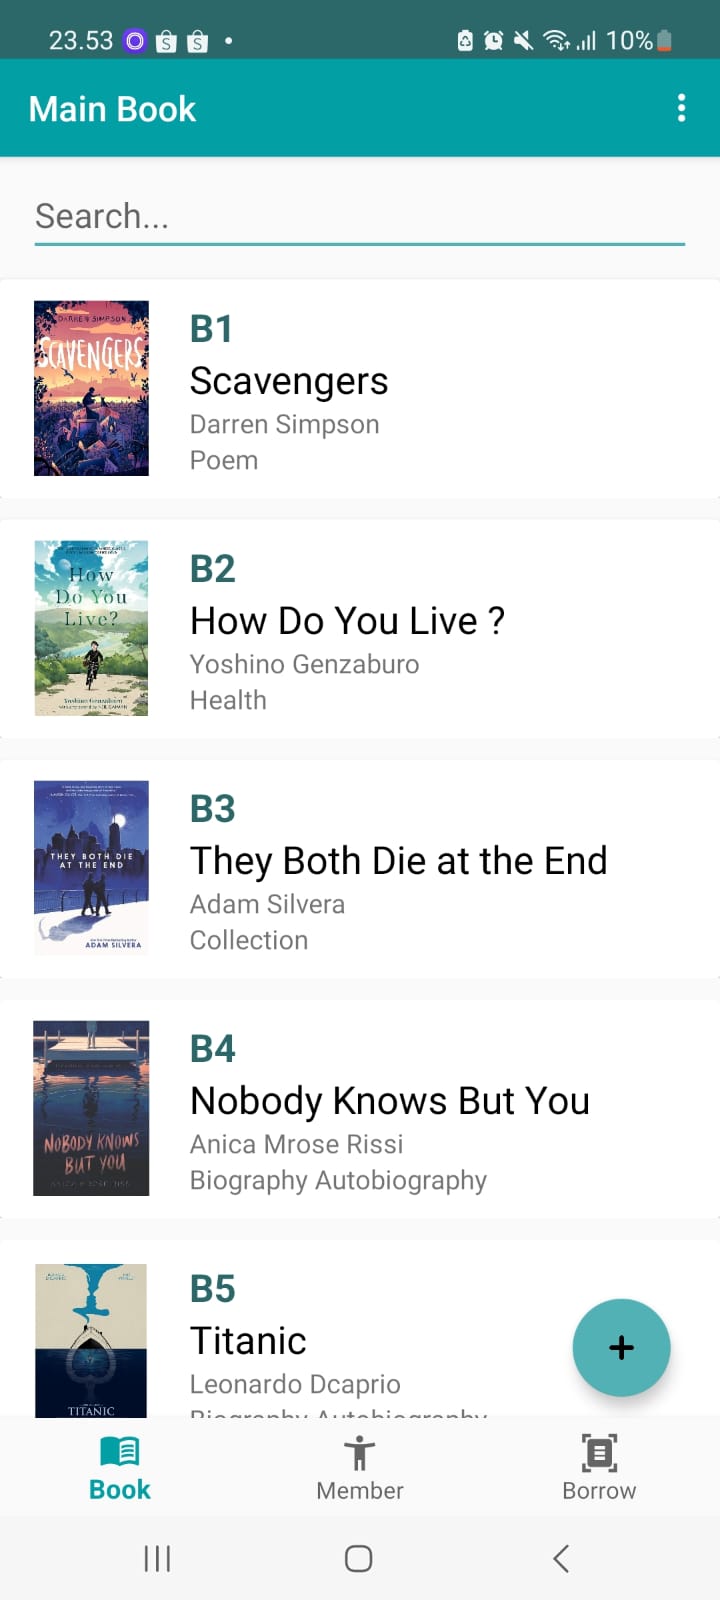 23.53
10%
Main Book
Search...
DARREN SIMPSON
SCAVENGERS
B1
Scavengers
Darren Simpson
Poem
How
Do You
Live?
Yoshino Genzaburo
B2
How Do You Live ?
Yoshino Genzaburo
Health
THEY BOTH DIE
AT THE END
ADAM SILVERA
B3
They Both Die at the End
Adam Silvera
Collection
NOBODY KNOWS
BUT YOU
B4
Nobody Knows But You
Anica Mrose Rissi
Biography Autobiography
TITANIC
B5
Titanic
Leonardo Dcaprio
Biography Autobiography
Book
Member
Borrow